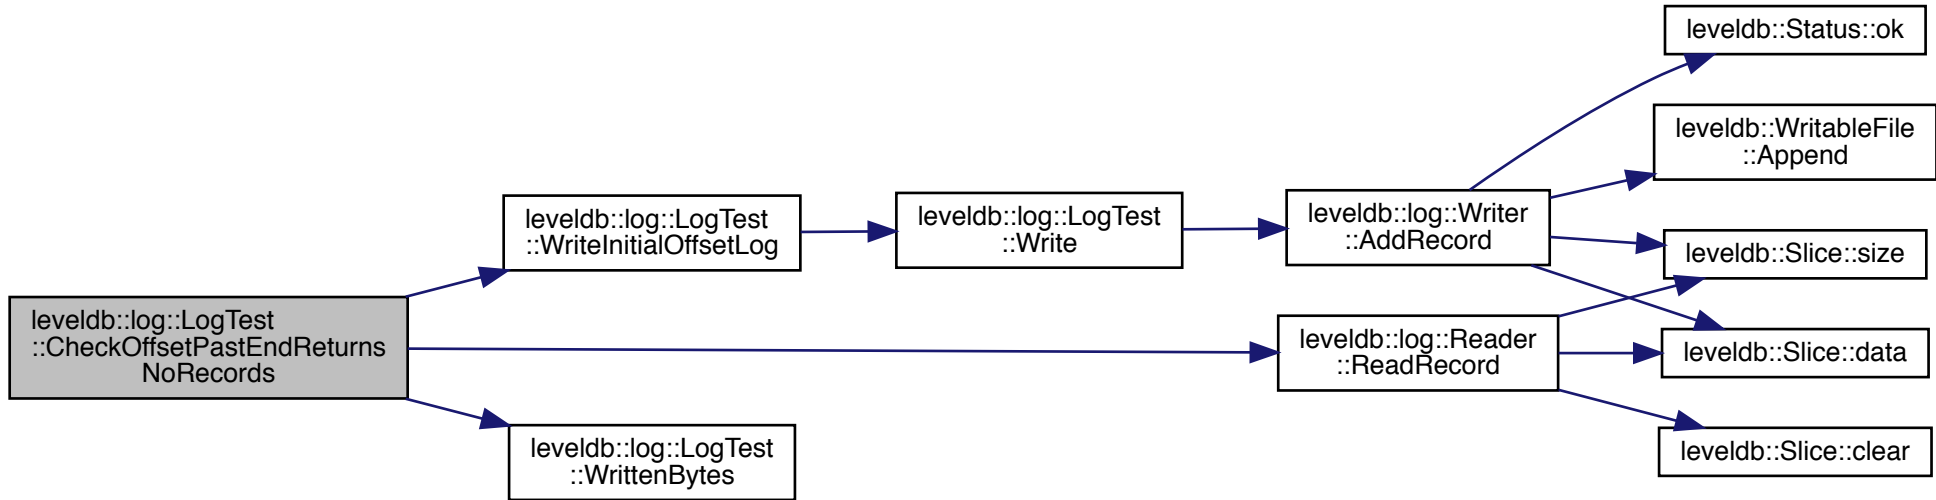 leveldb::Status::ok
leveldb::WritableFile
::Append
leveldb::log::LogTest
::WriteInitialOffsetLog
leveldb::log::LogTest
::Write
leveldb::log::Writer
::AddRecord
leveldb::Slice::size
leveldb::log::LogTest
::CheckOffsetPastEndReturns
NoRecords
leveldb::log::Reader
::ReadRecord
leveldb::Slice::data
leveldb::log::LogTest
::WrittenBytes
leveldb::Slice::clear